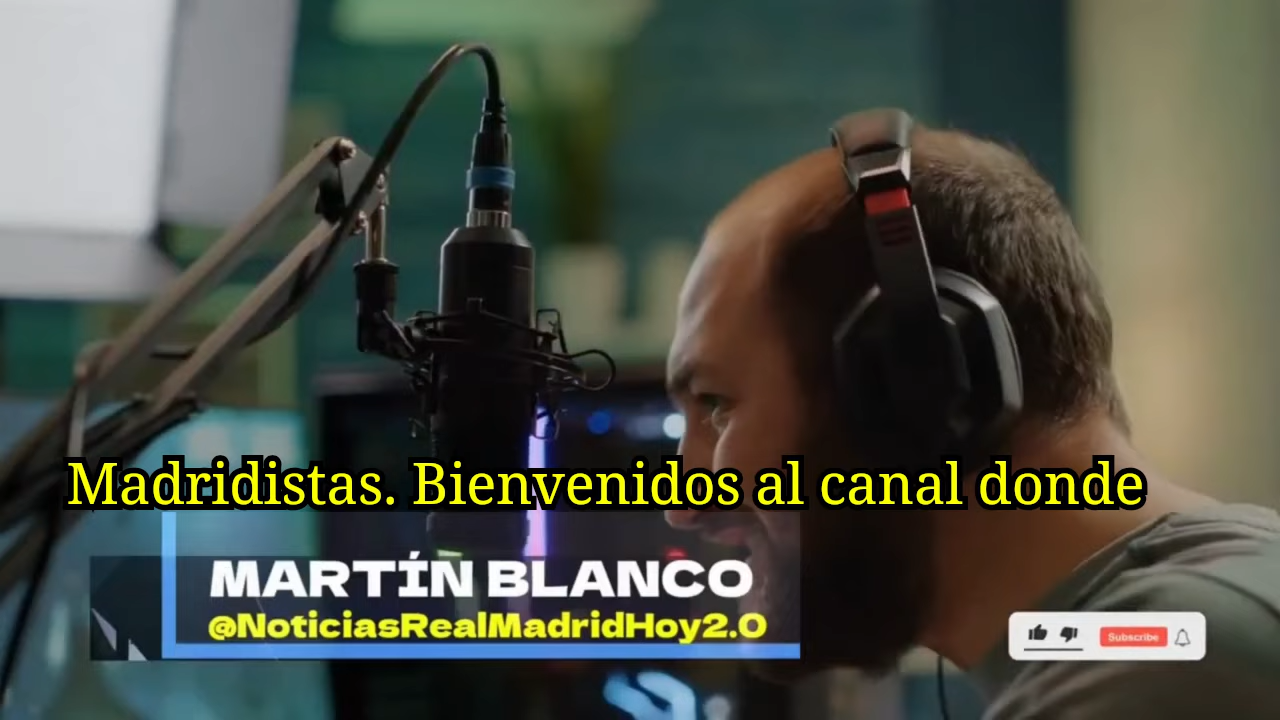 Madridistas. Bienvenidos al canal donde
MARTÍN BLANCO
@NoticiasRealMadridHoy2.0
Subscribe